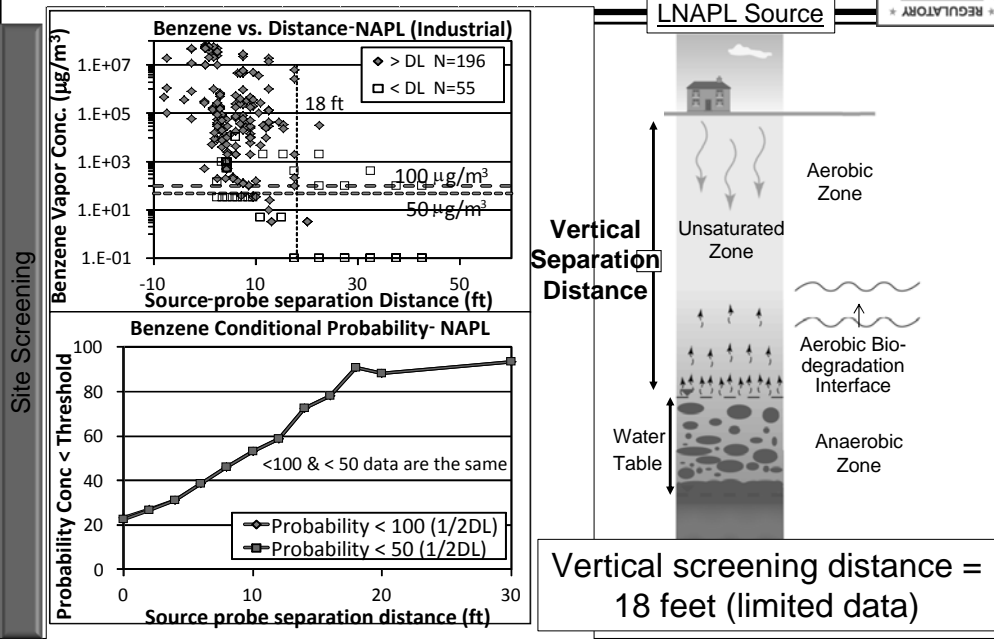 Site Screening
Benzene vs. Distance-NAPL (Industrial)
Benzene Vapor Conc. (µg/m³)
1.E+07
1.E+05
1.E+03
1.E+01
1.E-01
> DL N=196
< DL N=55
18 ft
100 µg/m³
50 µg/m³
-10
10
30
50
Source-probe separation Distance (ft)
Benzene Conditional Probability- NAPL
Probability Conc < Threshold
100
80
60
40
20
0
<100 & < 50 data are the same
Probability < 100 (1/2DL)
Probability < 50 (1/2DL)
0
10
20
30
Source probe separation distance (ft)
LNAPL Source
REGULATORY
Vertical
Separation
Distance
Unsaturated
Zone
Aerobic
Zone
Aerobic Bio-
degradation
Interface
Water
Table
Anaerobic
Zone
Vertical screening distance =
18 feet (limited data)